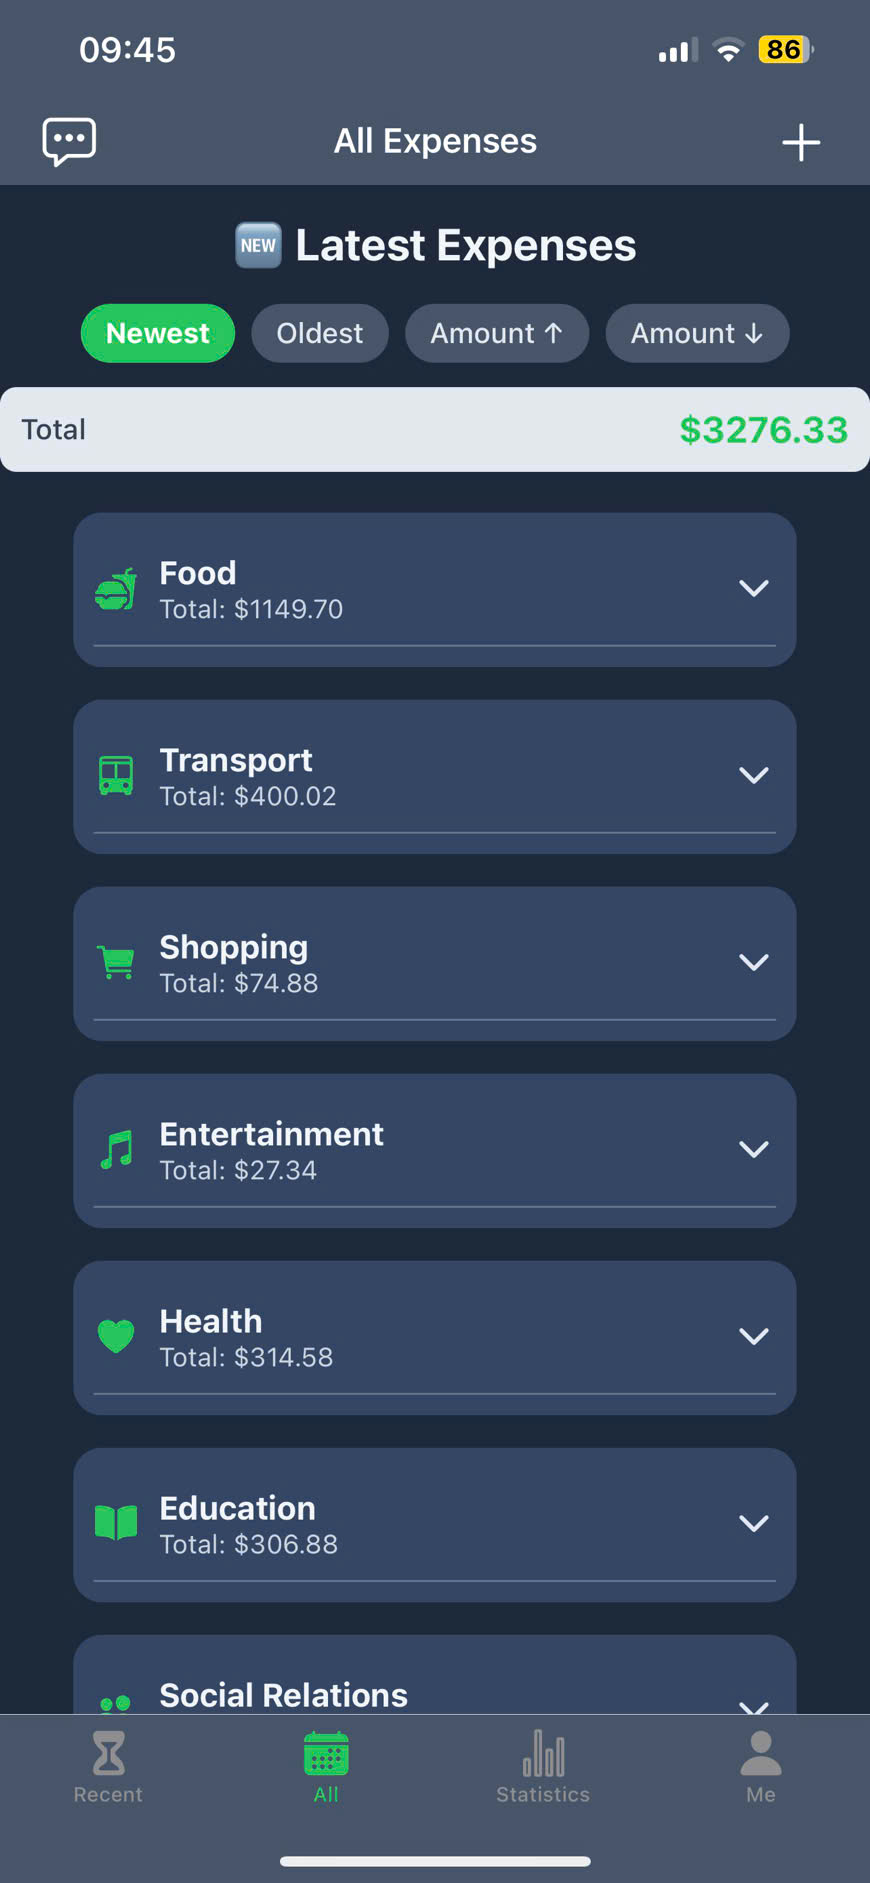 09:45
86
All Expenses
NEW Latest Expenses
Newest
Oldest
Amount ↑
Amount ↓
Total
$3276.33
Food
Total: $1149.70
Transport
Total: $400.02
Shopping
Total: $74.88
Entertainment
Total: $27.34
Health
Total: $314.58
Education
Total: $306.88
Social Relations
Recent
All
Statistics
Me